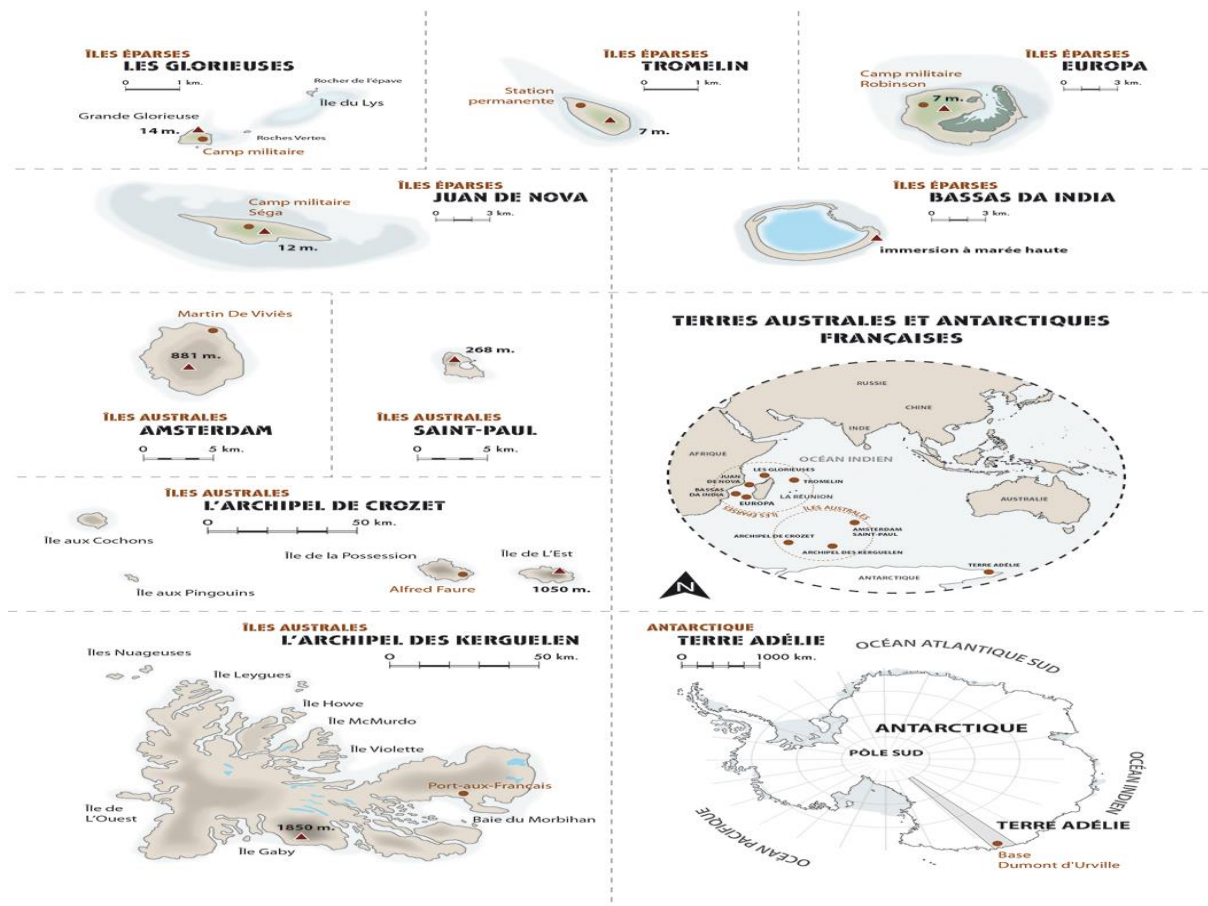 ÎLES ÉPARSES
LES GLORIEUSES
0 1 km.
Rocher de l'épave
Île du Lys
Grande Glorieuse
14 m.
Roches Vertes
Camp militaire
ÎLES ÉPARSES
TROMELIN
0 1 km.
Station
permanente
7 m.
ÎLES ÉPARSES
EUROPA
0 3 km.
Camp militaire
Robinson
7 m.
ÎLES ÉPARSES
JUAN DE NOVA
0 3 km.
Camp militaire
Séga
12 m.
ÎLES ÉPARSES
BASSAS DA INDIA
0 3 km.
immersion à marée haute
Martin De Viviès
881 m.
ÎLES AUSTRALES
AMSTERDAM
0 5 km.
268 m.
ÎLES AUSTRALES
SAINT-PAUL
0 5 km.
TERRES AUSTRALES ET ANTARCTIQUES
FRANÇAISES
RUSSIE
CHINE
INDE
AFRIQUE
OCÉAN INDIEN
LES GLORIEUSES
JUAN
DE NOVA
TROMELIN
BASSAS
DA INDIA
EUROPA
LA RÉUNION
AUSTRALIE
ÎLES ÉPARSES
ÎLES AUSTRALES
AMSTERDAM
SAINT-PAUL
ARCHIPEL DE CROZET
ARCHIPEL DES KERGUELEN
TERRE ADÉLIE
ANTARCTIQUE
N
ÎLES AUSTRALES
L'ARCHIPEL DE CROZET
0 50 km.
Île aux Cochons
Île de la Possession
Île de L'Est
Île aux Pingouins
Alfred Faure
1050 m.
ÎLES AUSTRALES
L'ARCHIPEL DES KERGUELEN
0 50 km.
Îles Nuageuses
Île Leygues
Île Howe
Île McMurdo
Île Violette
Port-aux-Français
Île de
L'Ouest
Baie du Morbihan
1850 m.
Île Gaby
ANTARCTIQUE
TERRE ADÉLIE
0 1000 km.
OCÉAN ATLANTIQUE SUD
ANTARCTIQUE
PÔLE SUD
OCÉAN INDIEN
OCÉAN PACIFIQUE
TERRE ADÉLIE
Base
Dumont d'Urville